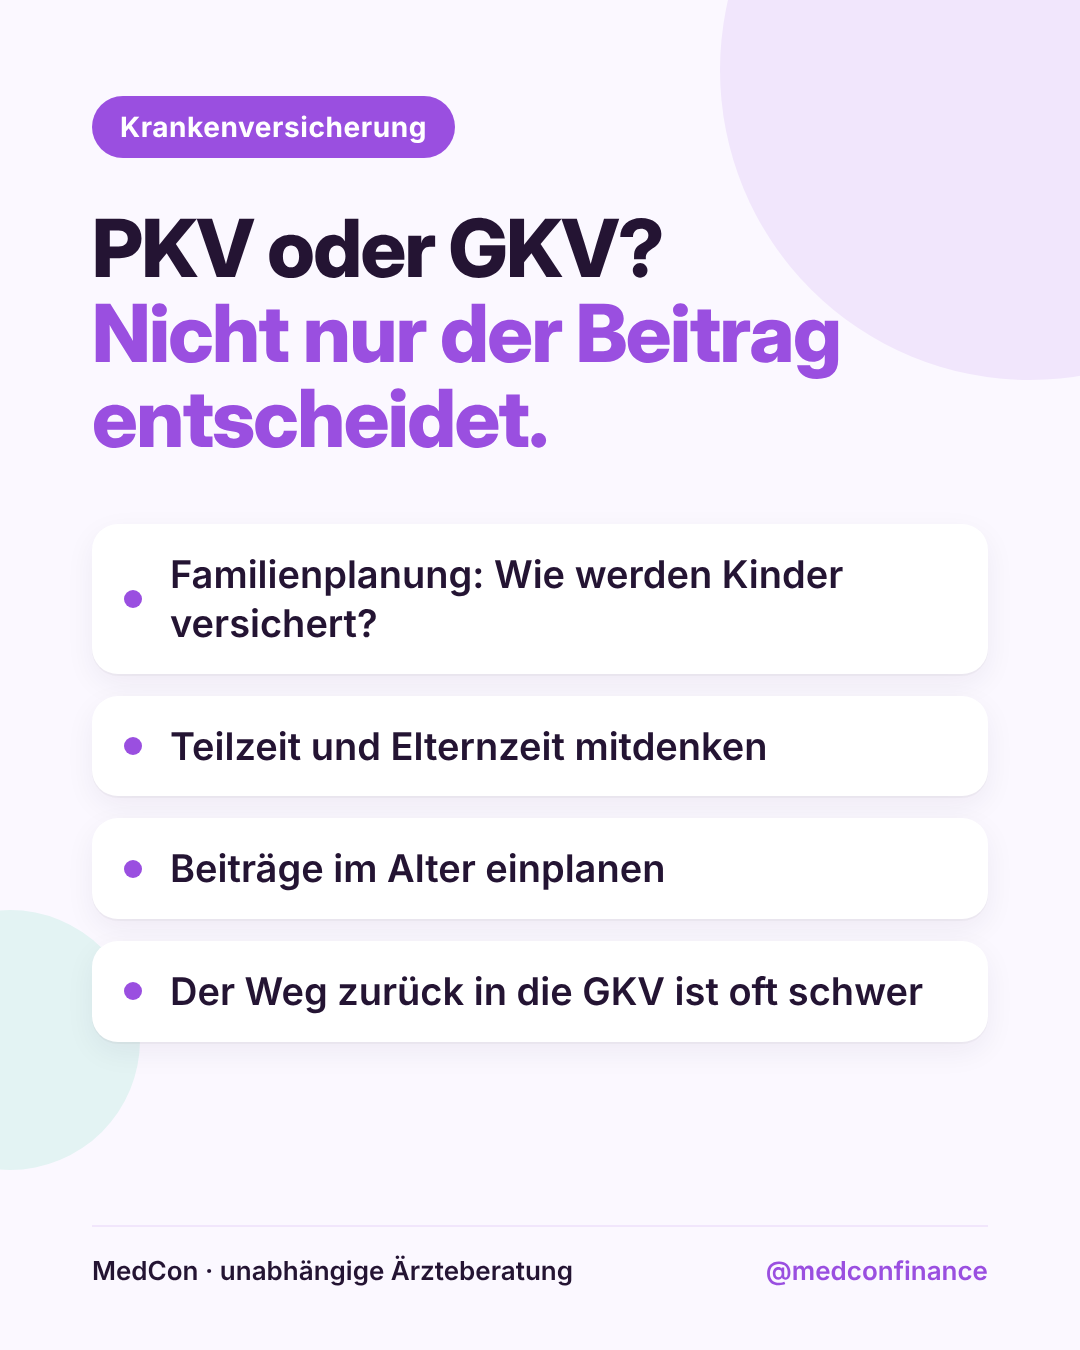 Krankenversicherung
PKV oder GKV?
Nicht nur der Beitrag
entscheidet.
Familienplanung: Wie werden Kinder
versichert?
Teilzeit und Elternzeit mitdenken
Beiträge im Alter einplanen
Der Weg zurück in die GKV ist oft schwer
MedCon · unabhängige Ärzteberatung
@medconfinance